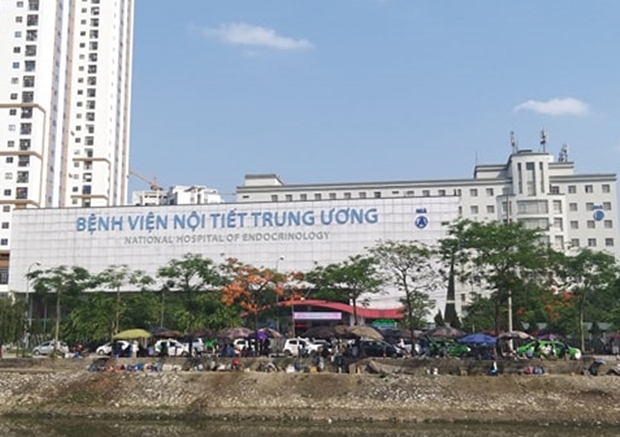 BỆNH VIỆN NỘI TIẾT TRUNG ƯƠNG
NATIONAL HOSPITAL OF ENDOCRINOLOGY